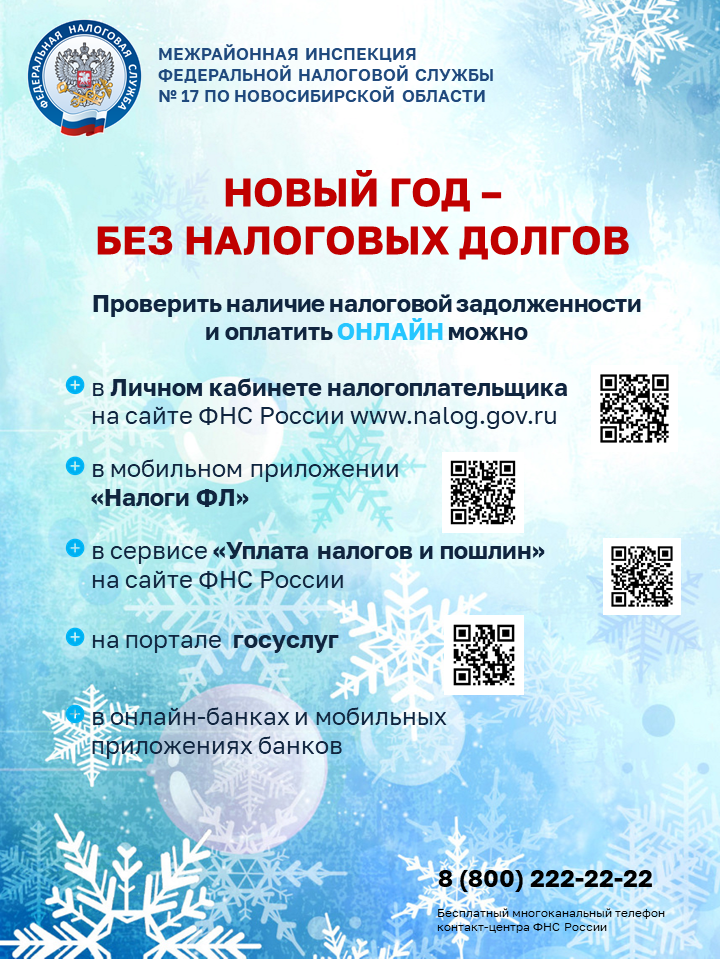 ФЕДЕРАЛЬНАЯ НАЛОГОВАЯ СЛУЖБА
МЕЖРАЙОННАЯ ИНСПЕКЦИЯ
ФЕДЕРАЛЬНОЙ НАЛОГОВОЙ СЛУЖБЫ
№ 17 ПО НОВОСИБИРСКОЙ ОБЛАСТИ
НОВЫЙ ГОД –
БЕЗ НАЛОГОВЫХ ДОЛГОВ
Проверить наличие налоговой задолженности
и оплатить ОНЛАЙН можно
в Личном кабинете налогоплательщика
на сайте ФНС России www.nalog.gov.ru
в мобильном приложении
«Налоги ФЛ»
в сервисе «Уплата налогов и пошлин»
на сайте ФНС России
на портале госуслуг
в онлайн-банках и мобильных
приложениях банков
8 (800) 222-22-22
Бесплатный многоканальный телефон
контакт-центра ФНС России